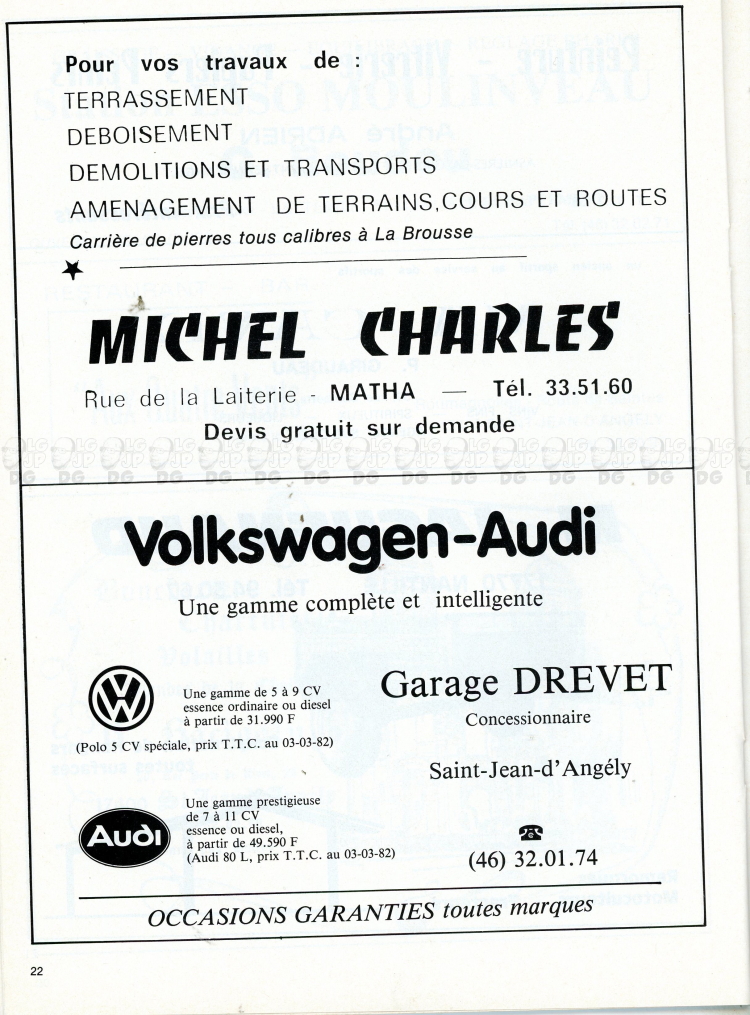 Pour vos travaux de :
TERRASSEMENT
DEBOISEMENT
DEMOLITIONS ET TRANSPORTS
AMENAGEMENT DE TERRAINS, COURS ET ROUTES
Carrière de pierres tous calibres à La Brousse
MICHEL CHARLES
Rue de la Laiterie - MATHA — Tél. 33.51.60
Devis gratuit sur demande
Volkswagen-Audi
Une gamme complète et intelligente
Une gamme de 5 à 9 CV
essence ordinaire ou diesel
à partir de 31.990 F
(Polo 5 CV spéciale, prix T.T.C. au 03-03-82)
Audi
Une gamme prestigieuse
de 7 à 11 CV
essence ou diesel,
à partir de 49.590 F
(Audi 80 L, prix T.T.C. au 03-03-82)
Garage DREVET
Concessionnaire
Saint-Jean-d'Angély
(46) 32.01.74
OCCASIONS GARANTIES toutes marques
22